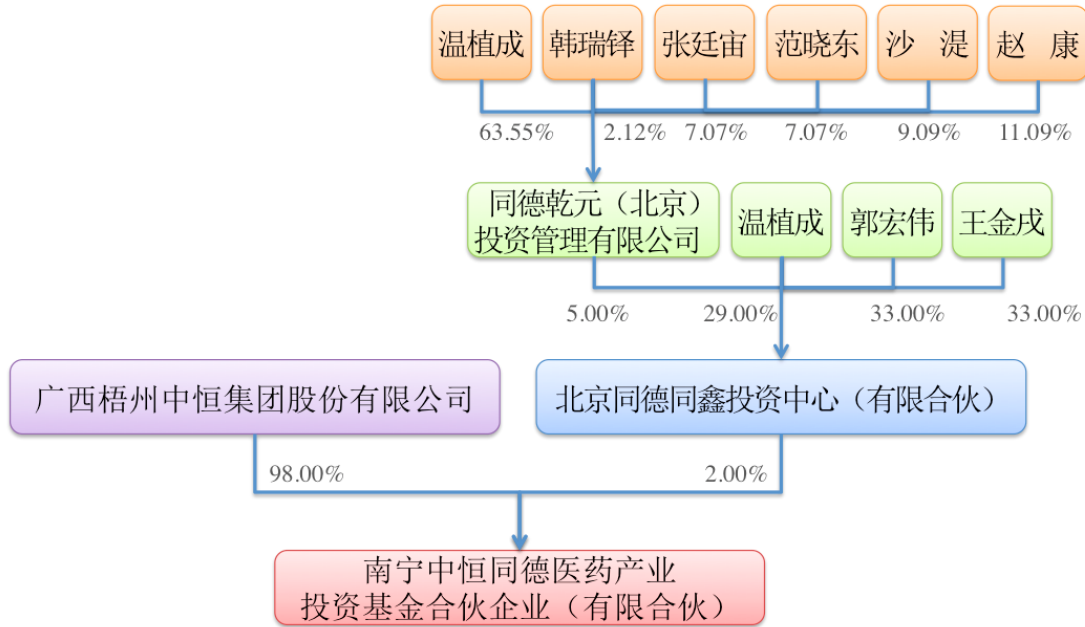 温植成 韩瑞铎 张廷宙 范晓东 沙 湜 赵 康
63.55% 2.12% 7.07% 7.07% 9.09% 11.09%
同德乾元（北京）
投资管理有限公司
温植成 郭宏伟 王金戌
5.00% 29.00% 33.00% 33.00%
广西梧州中恒集团股份有限公司
北京同德同鑫投资中心（有限合伙）
98.00% 2.00%
南宁中恒同德医药产业
投资基金合伙企业（有限合伙）